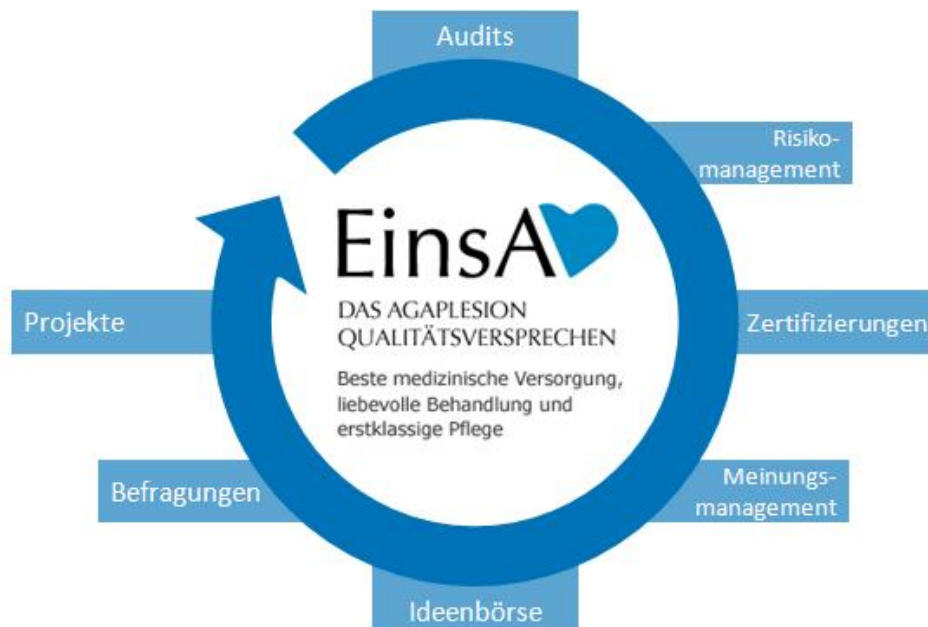 Audits
Risiko-
management
EinsA
DAS AGAPLESION
QUALITÄTSVERSPRECHEN
Beste medizinische Versorgung,
liebevolle Behandlung und
erstklassige Pflege
Projekte
Zertifizierungen
Befragungen
Meinungs-
management
Ideenbörse